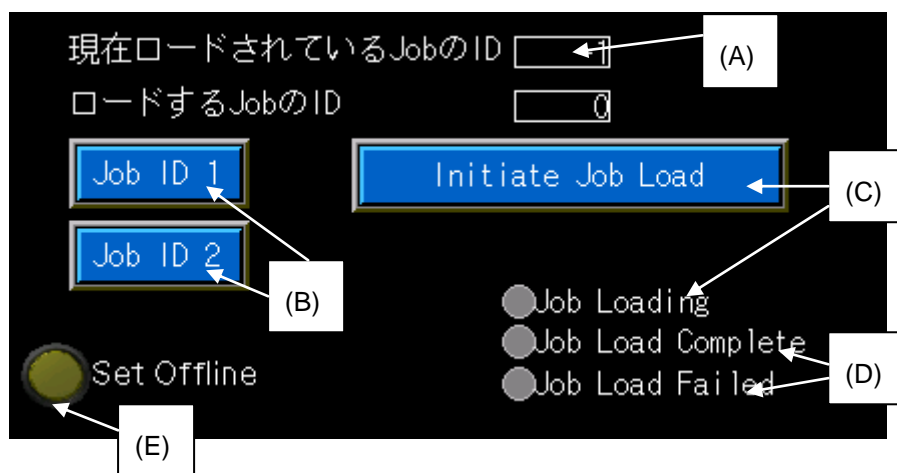 現在ロードされているJobのID -1
(A)
ロードするJobのID 0
Job ID 1
Initiate Job Load
(C)
Job ID 2
(B)
Job Loading
Job Load Complete
Set Offline
Job Load Failed
(D)
(E)